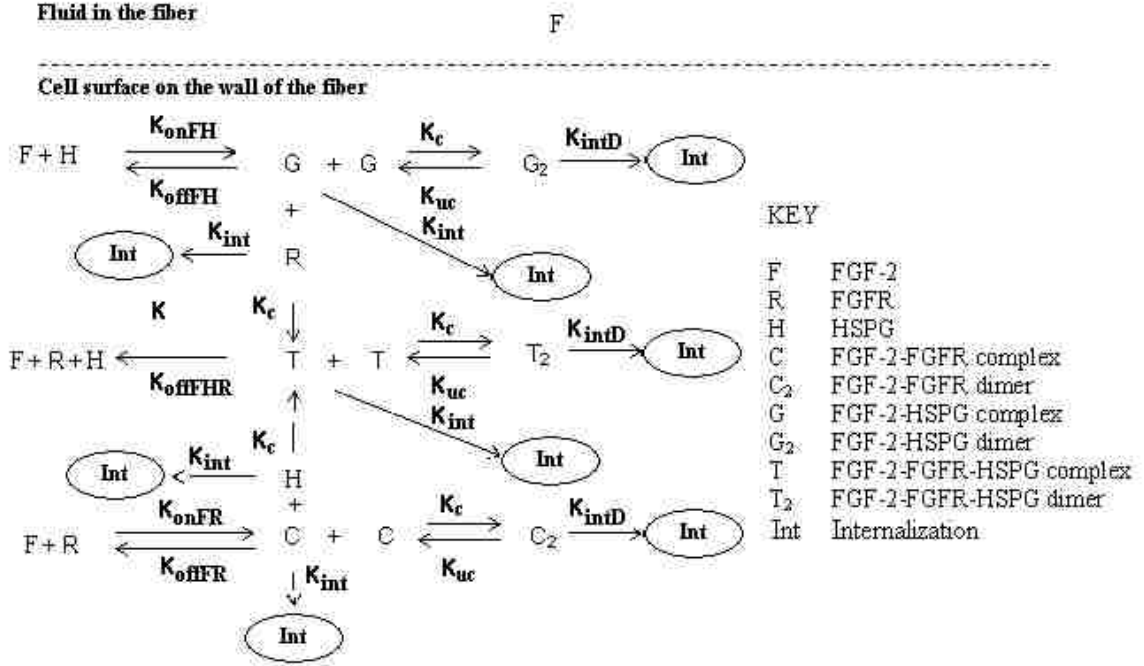 Fluid in the fiber
F
Cell surface on the wall of the fiber
F + H KonFH KoffFH G + G Kc Kuc G2 KintD Int
+ Kint Int
Int Kint R
K Kc
F + R + H KoffFHR T + T Kc Kuc T2 KintD Int
Kint Int
Kc
Int Kint H
+
F + R KonFR KoffFR C + C Kc Kuc C2 KintD Int
Kint
Int
KEY
F FGF-2
R FGFR
H HSPG
C FGF-2-FGFR complex
C2 FGF-2-FGFR dimer
G FGF-2-HSPG complex
G2 FGF-2-HSPG dimer
T FGF-2-FGFR-HSPG complex
T2 FGF-2-FGFR-HSPG dimer
Int Internalization